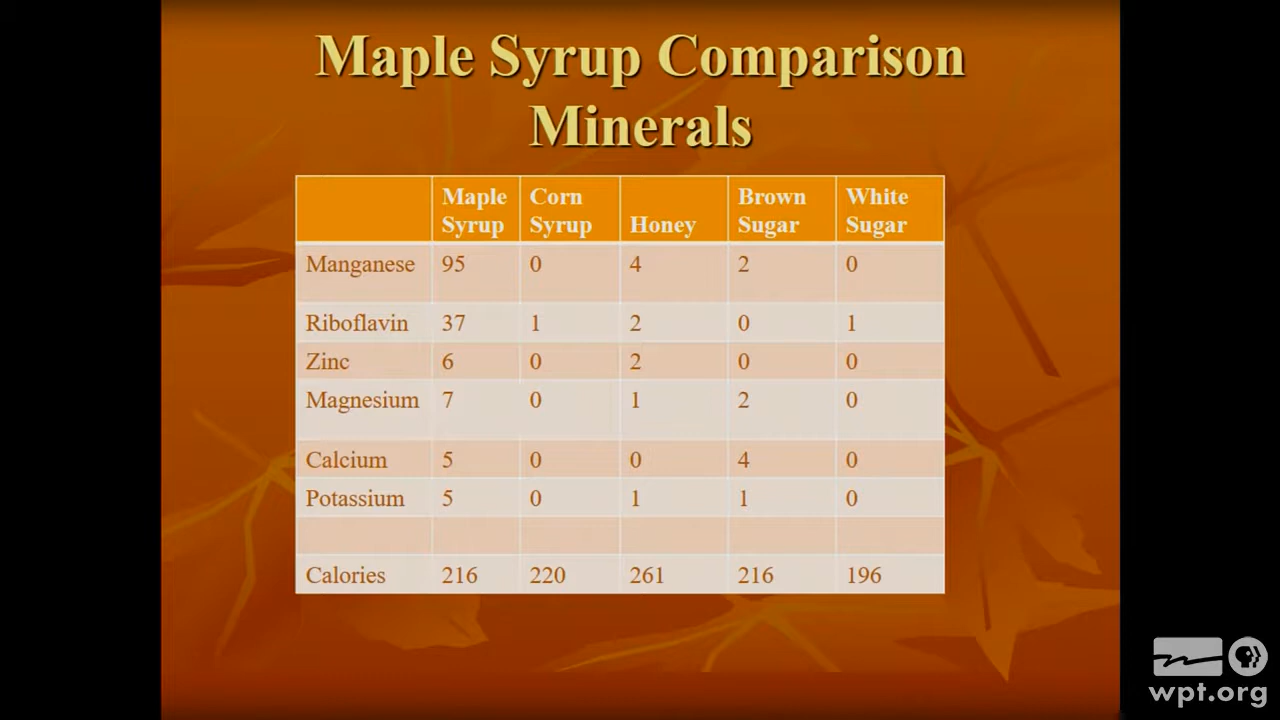 Maple Syrup Comparison
Minerals
Maple Syrup Corn Syrup Honey Brown Sugar White Sugar
Manganese 95 0 4 2 0
Riboflavin 37 1 2 0 1
Zinc 6 0 2 0 0
Magnesium 7 0 1 2 0
Calcium 5 0 0 4 0
Potassium 5 0 1 1 0
Calories 216 220 261 216 196
wpt.org